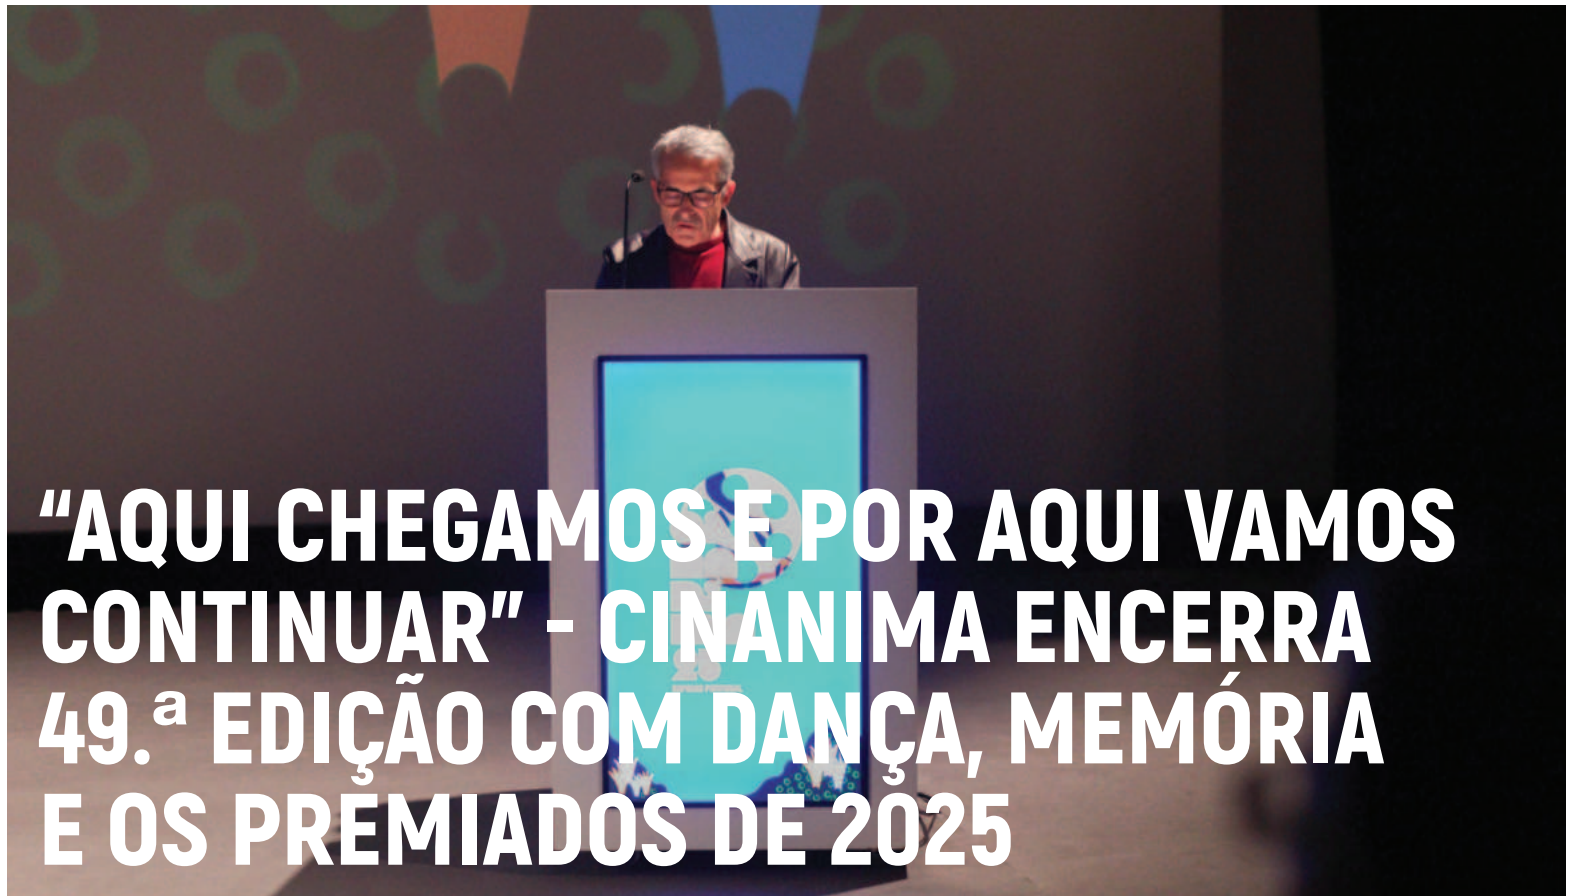 “AQUI CHEGAMOS E POR AQUI VAMOS
CONTINUAR” - CINANIMA ENCERRA
49.ª EDIÇÃO COM DANÇA, MEMÓRIA
E OS PREMIADOS DE 2025